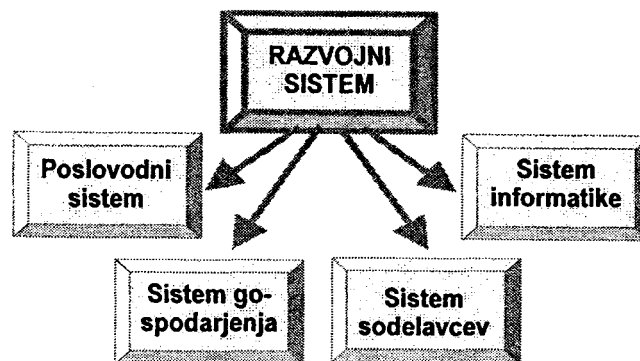 RAZVOJNI
SISTEM
Poslovodni
sistem
Sistem
informatike
Sistem go-
spodarjenja
Sistem
sodelavcev